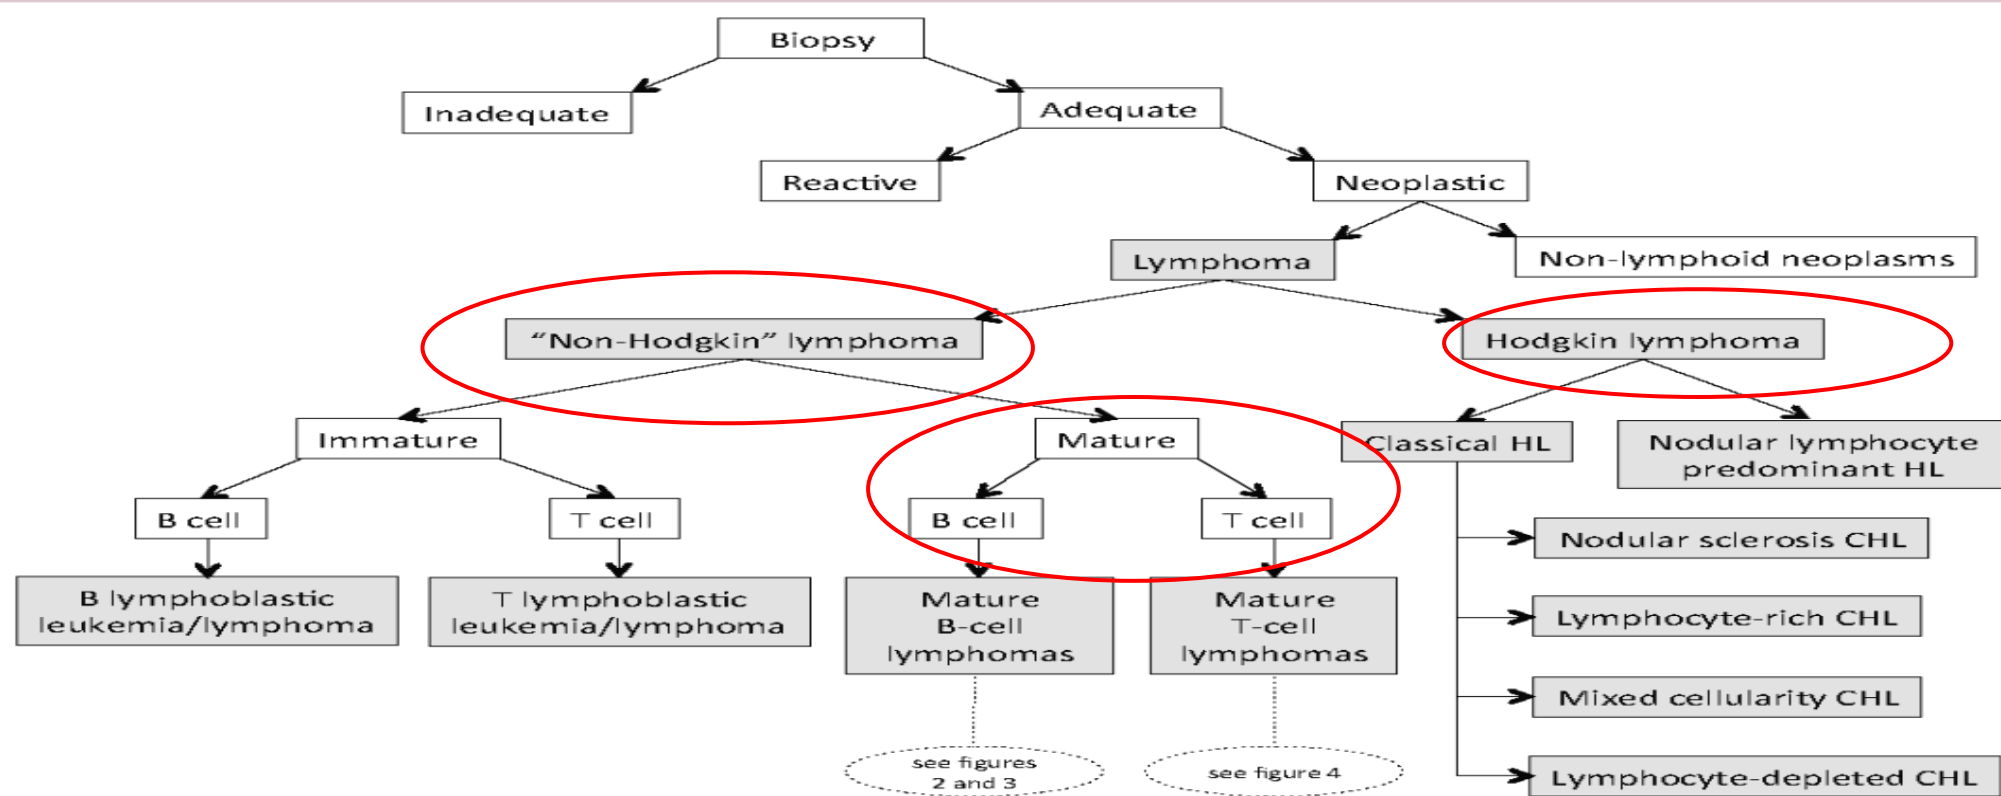 Biopsy
Inadequate
Adequate
Reactive
Neoplastic
Lymphoma
Non-lymphoid neoplasms
“Non-Hodgkin” lymphoma
Hodgkin lymphoma
Immature
Mature
Classical HL
Nodular lymphocyte
predominant HL
B cell
T cell
B cell
T cell
Nodular sclerosis CHL
B lymphoblastic
leukemia/lymphoma
T lymphoblastic
leukemia/lymphoma
Mature
B-cell
lymphomas
Mature
T-cell
lymphomas
Lymphocyte-rich CHL
Mixed cellularity CHL
see figures
2 and 3
see figure 4
Lymphocyte-depleted CHL